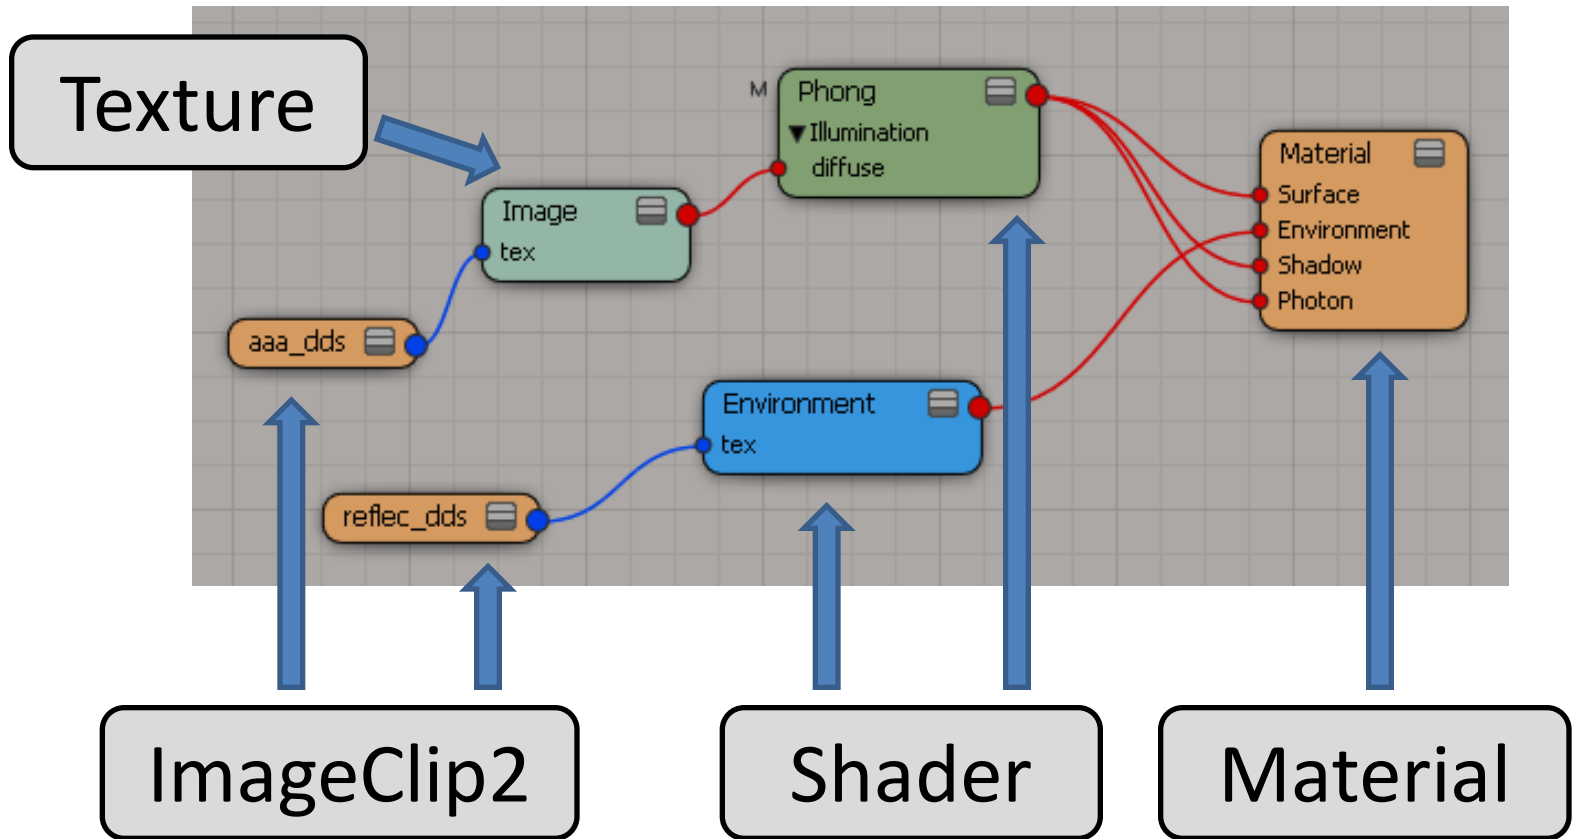 Texture
M
Phong
Illumination
diffuse
Material
Surface
Environment
Shadow
Photon
Image
tex
aaa_dds
Environment
tex
reflec_dds
ImageClip2
Shader
Material